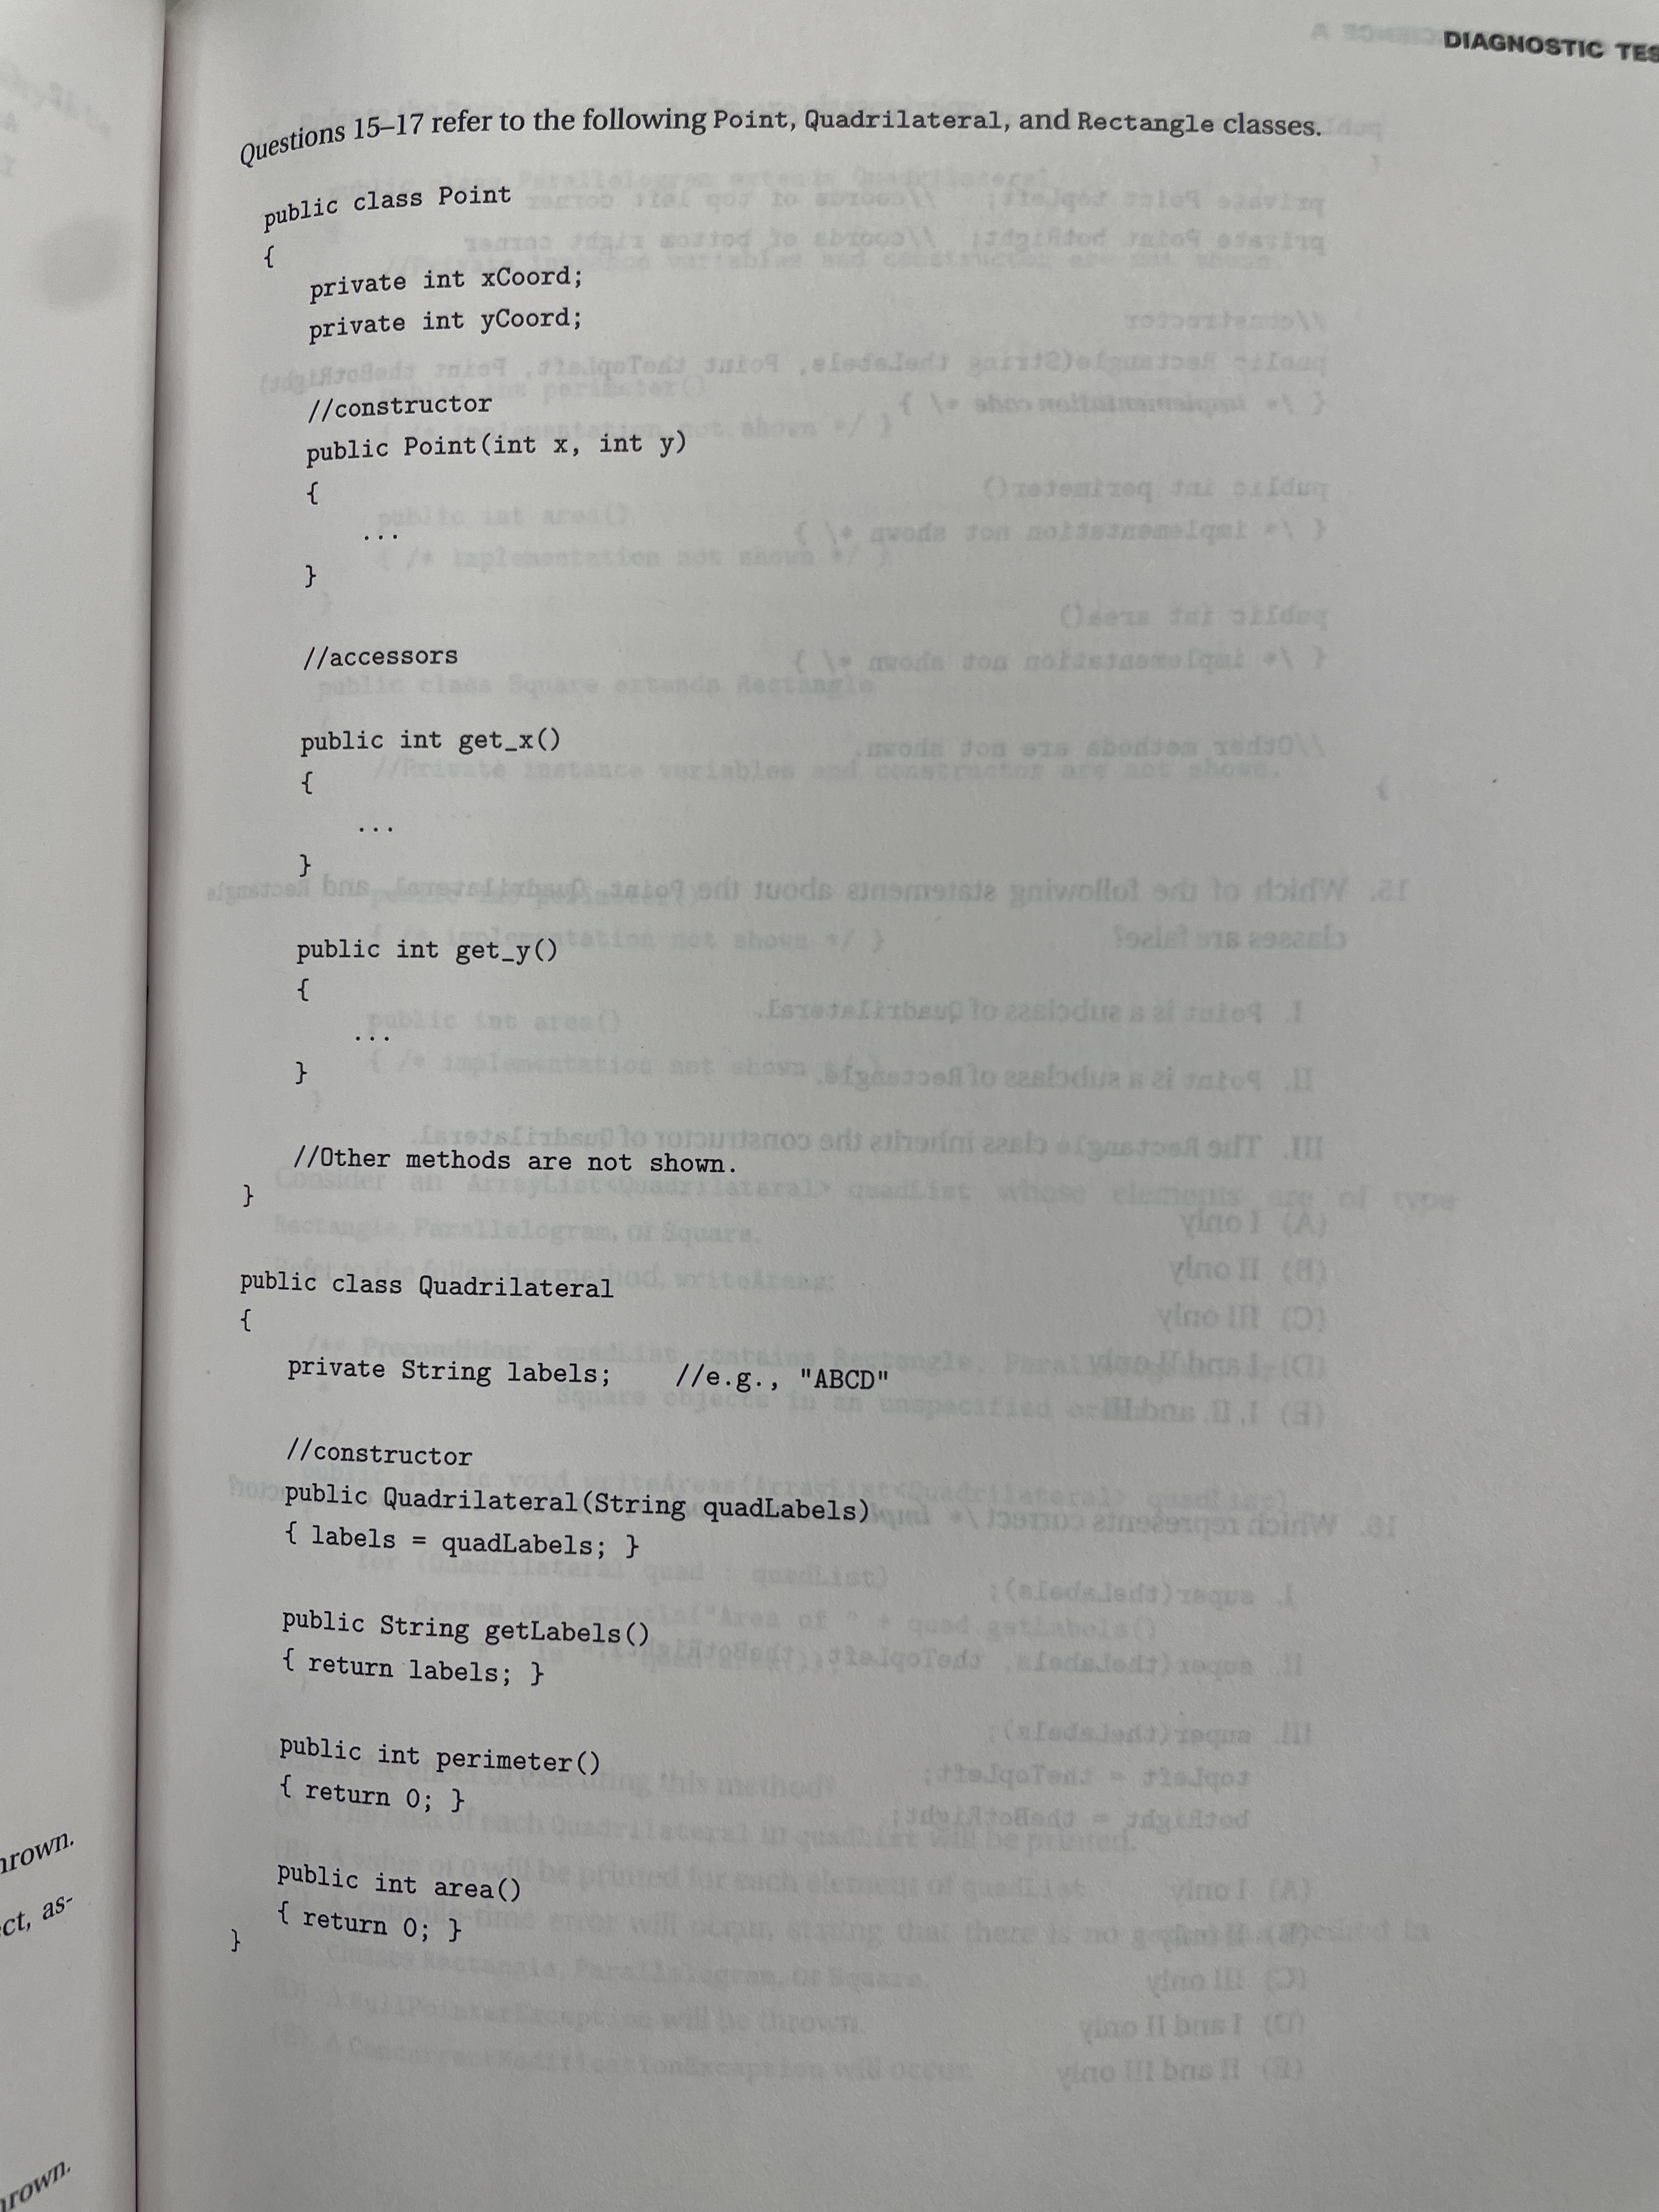 DIAGNOSTIC TES
Questions 15–17 refer to the following Point, Quadrilateral, and Rectangle classes.
public class Point
{
private int xCoord;
private int yCoord;
//constructor
public Point(int x, int y)
{
...
}
//accessors
public int get_x()
{
...
}
public int get_y()
{
...
}
//Other methods are not shown.
}
public class Quadrilateral
{
private String labels; //e.g., "ABCD"
//constructor
public Quadrilateral(String quadLabels)
{ labels = quadLabels; }
public String getLabels()
{ return labels; }
public int perimeter()
{ return 0; }
public int area()
{ return 0; }
}
hrown.
ct, as-
hrown.